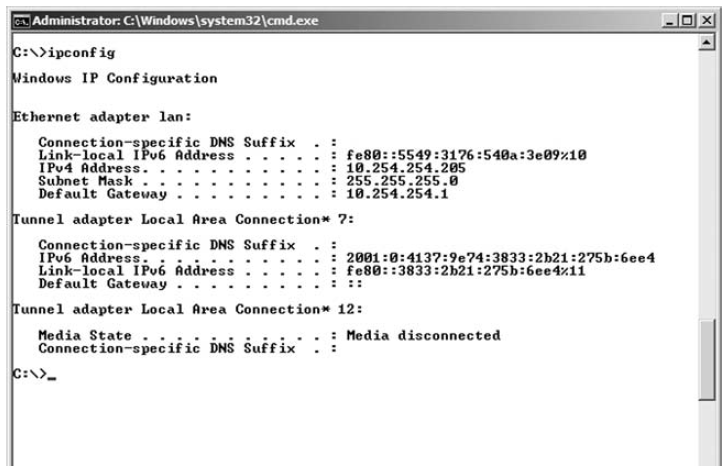 Administrator: C:\Windows\system32\cmd.exe
C:\>ipconfig
Windows IP Configuration
Ethernet adapter lan:
Connection-specific DNS Suffix  . :
Link-local IPv6 Address . . . . . : fe80::5549:3176:540a:3e09%10
IPv4 Address. . . . . . . . . . . : 10.254.254.205
Subnet Mask . . . . . . . . . . . : 255.255.255.0
Default Gateway . . . . . . . . . : 10.254.254.1
Tunnel adapter Local Area Connection* 7:
Connection-specific DNS Suffix  . :
IPv6 Address. . . . . . . . . . . : 2001:0:4137:9e74:3833:2b21:275b:6ee4
Link-local IPv6 Address . . . . . : fe80::3833:2b21:275b:6ee4%11
Default Gateway . . . . . . . . . : ::
Tunnel adapter Local Area Connection* 12:
Media State . . . . . . . . . . . : Media disconnected
Connection-specific DNS Suffix  . :
C:\>_